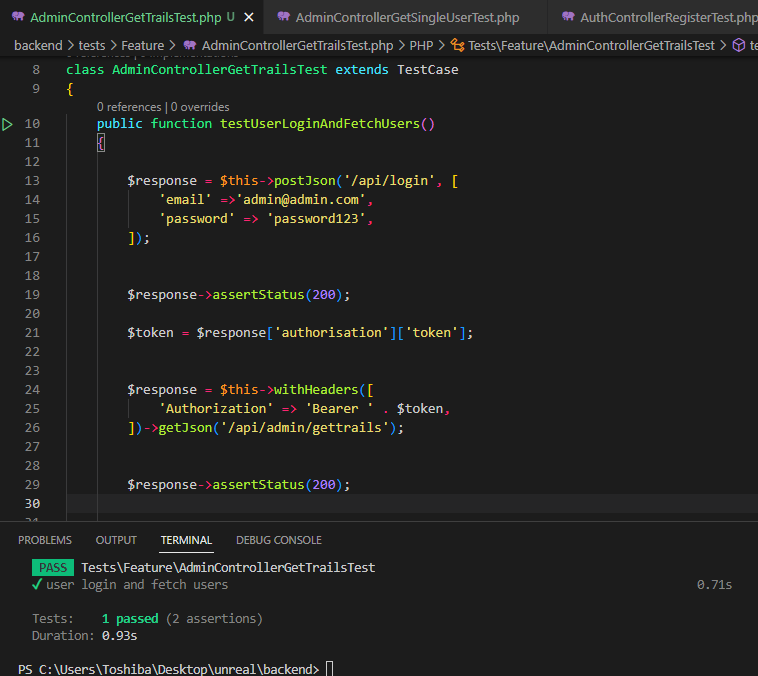 AdminControllerGetTrailsTest.php U
AdminControllerGetSingleUserTest.php
AuthControllerRegisterTest.php
backend > tests > Feature > AdminControllerGetTrailsTest.php > PHP > Tests\Feature\AdminControllerGetTrailsTest > te
8 class AdminControllerGetTrailsTest extends TestCase
9 {
0 references | 0 overrides
10 public function testUserLoginAndFetchUsers()
11 {
12
13 $response = $this->postJson('/api/login', [
14 'email' =>'admin@admin.com',
15 'password' => 'password123',
16 ]);
17
18
19 $response->assertStatus(200);
20
21 $token = $response['authorisation']['token'];
22
23
24 $response = $this->withHeaders([
25 'Authorization' => 'Bearer ' . $token,
26 ])->getJson('/api/admin/gettrails');
27
28
29 $response->assertStatus(200);
30
31
PROBLEMS OUTPUT TERMINAL DEBUG CONSOLE
PASS Tests\Feature\AdminControllerGetTrailsTest
✓ user login and fetch users 0.71s
Tests: 1 passed (2 assertions)
Duration: 0.93s
PS C:\Users\Toshiba\Desktop\unreal\backend>